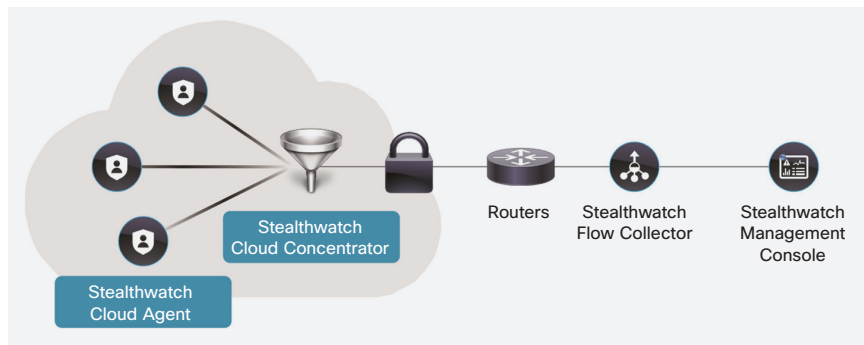 Stealthwatch
Cloud Concentrator
Stealthwatch
Cloud Agent
Routers
Stealthwatch
Flow Collector
Stealthwatch
Management
Console